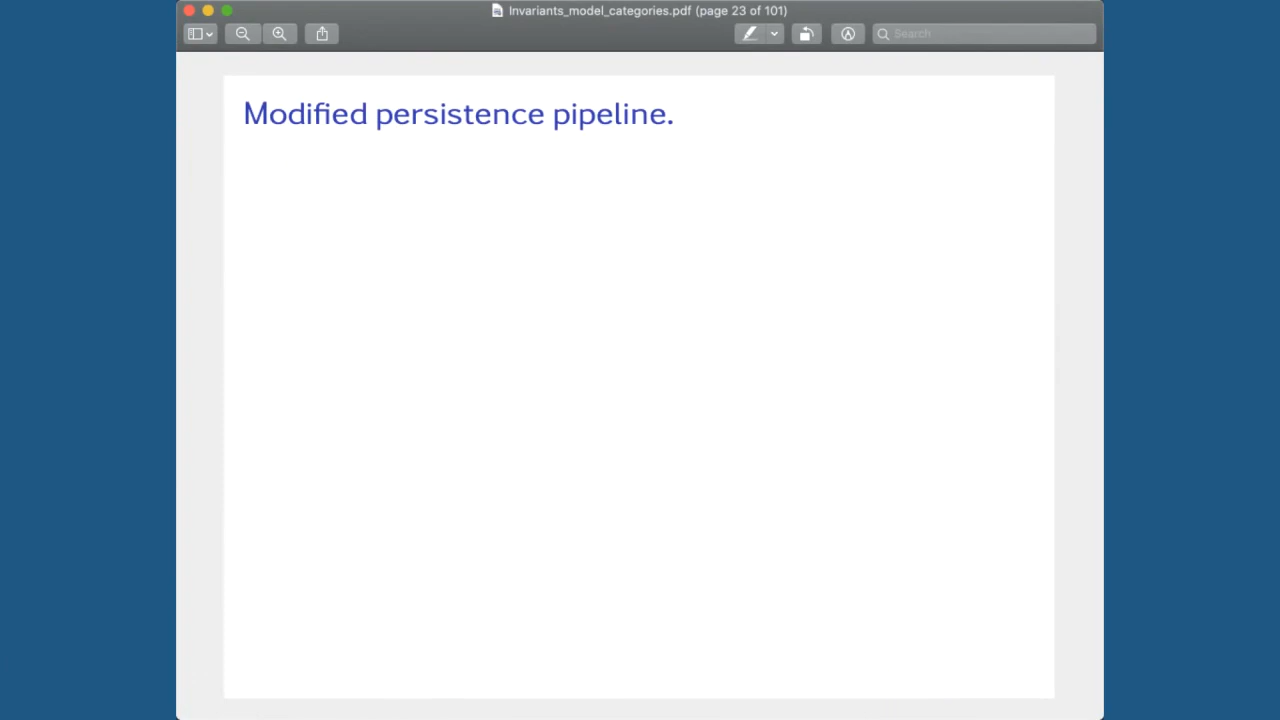 Invariants_model_categories.pdf (page 23 of 101)
Search
Modified persistence pipeline.